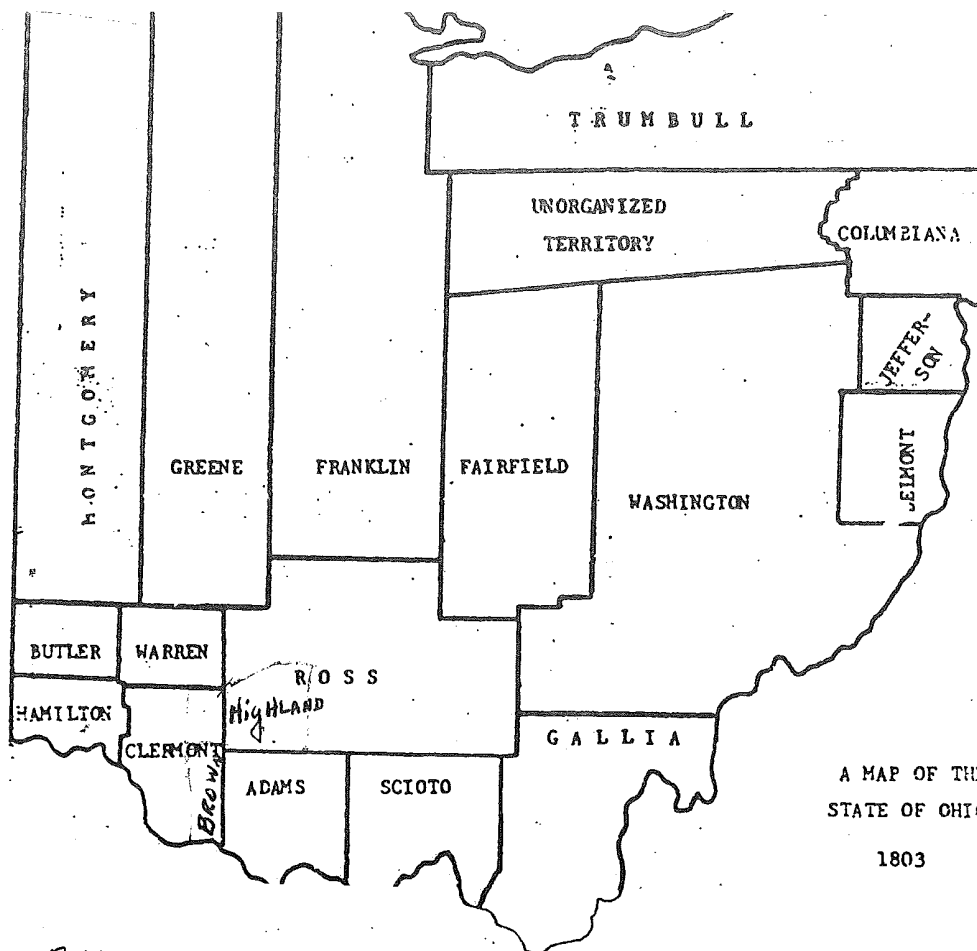 TRUMBULL
UNORGANIZED
TERRITORY
COLUMBIANA
JEFFER-
SON
MONTGOMERY
GREENE
FRANKLIN
FAIRFIELD
WASHINGTON
BELMONT
BUTLER
WARREN
ROSS
HIGHLAND
HAMILTON
CLERMONT
BROWN
ADAMS
SCIOTO
GALLIA
A MAP OF THE
STATE OF OHIO
1803